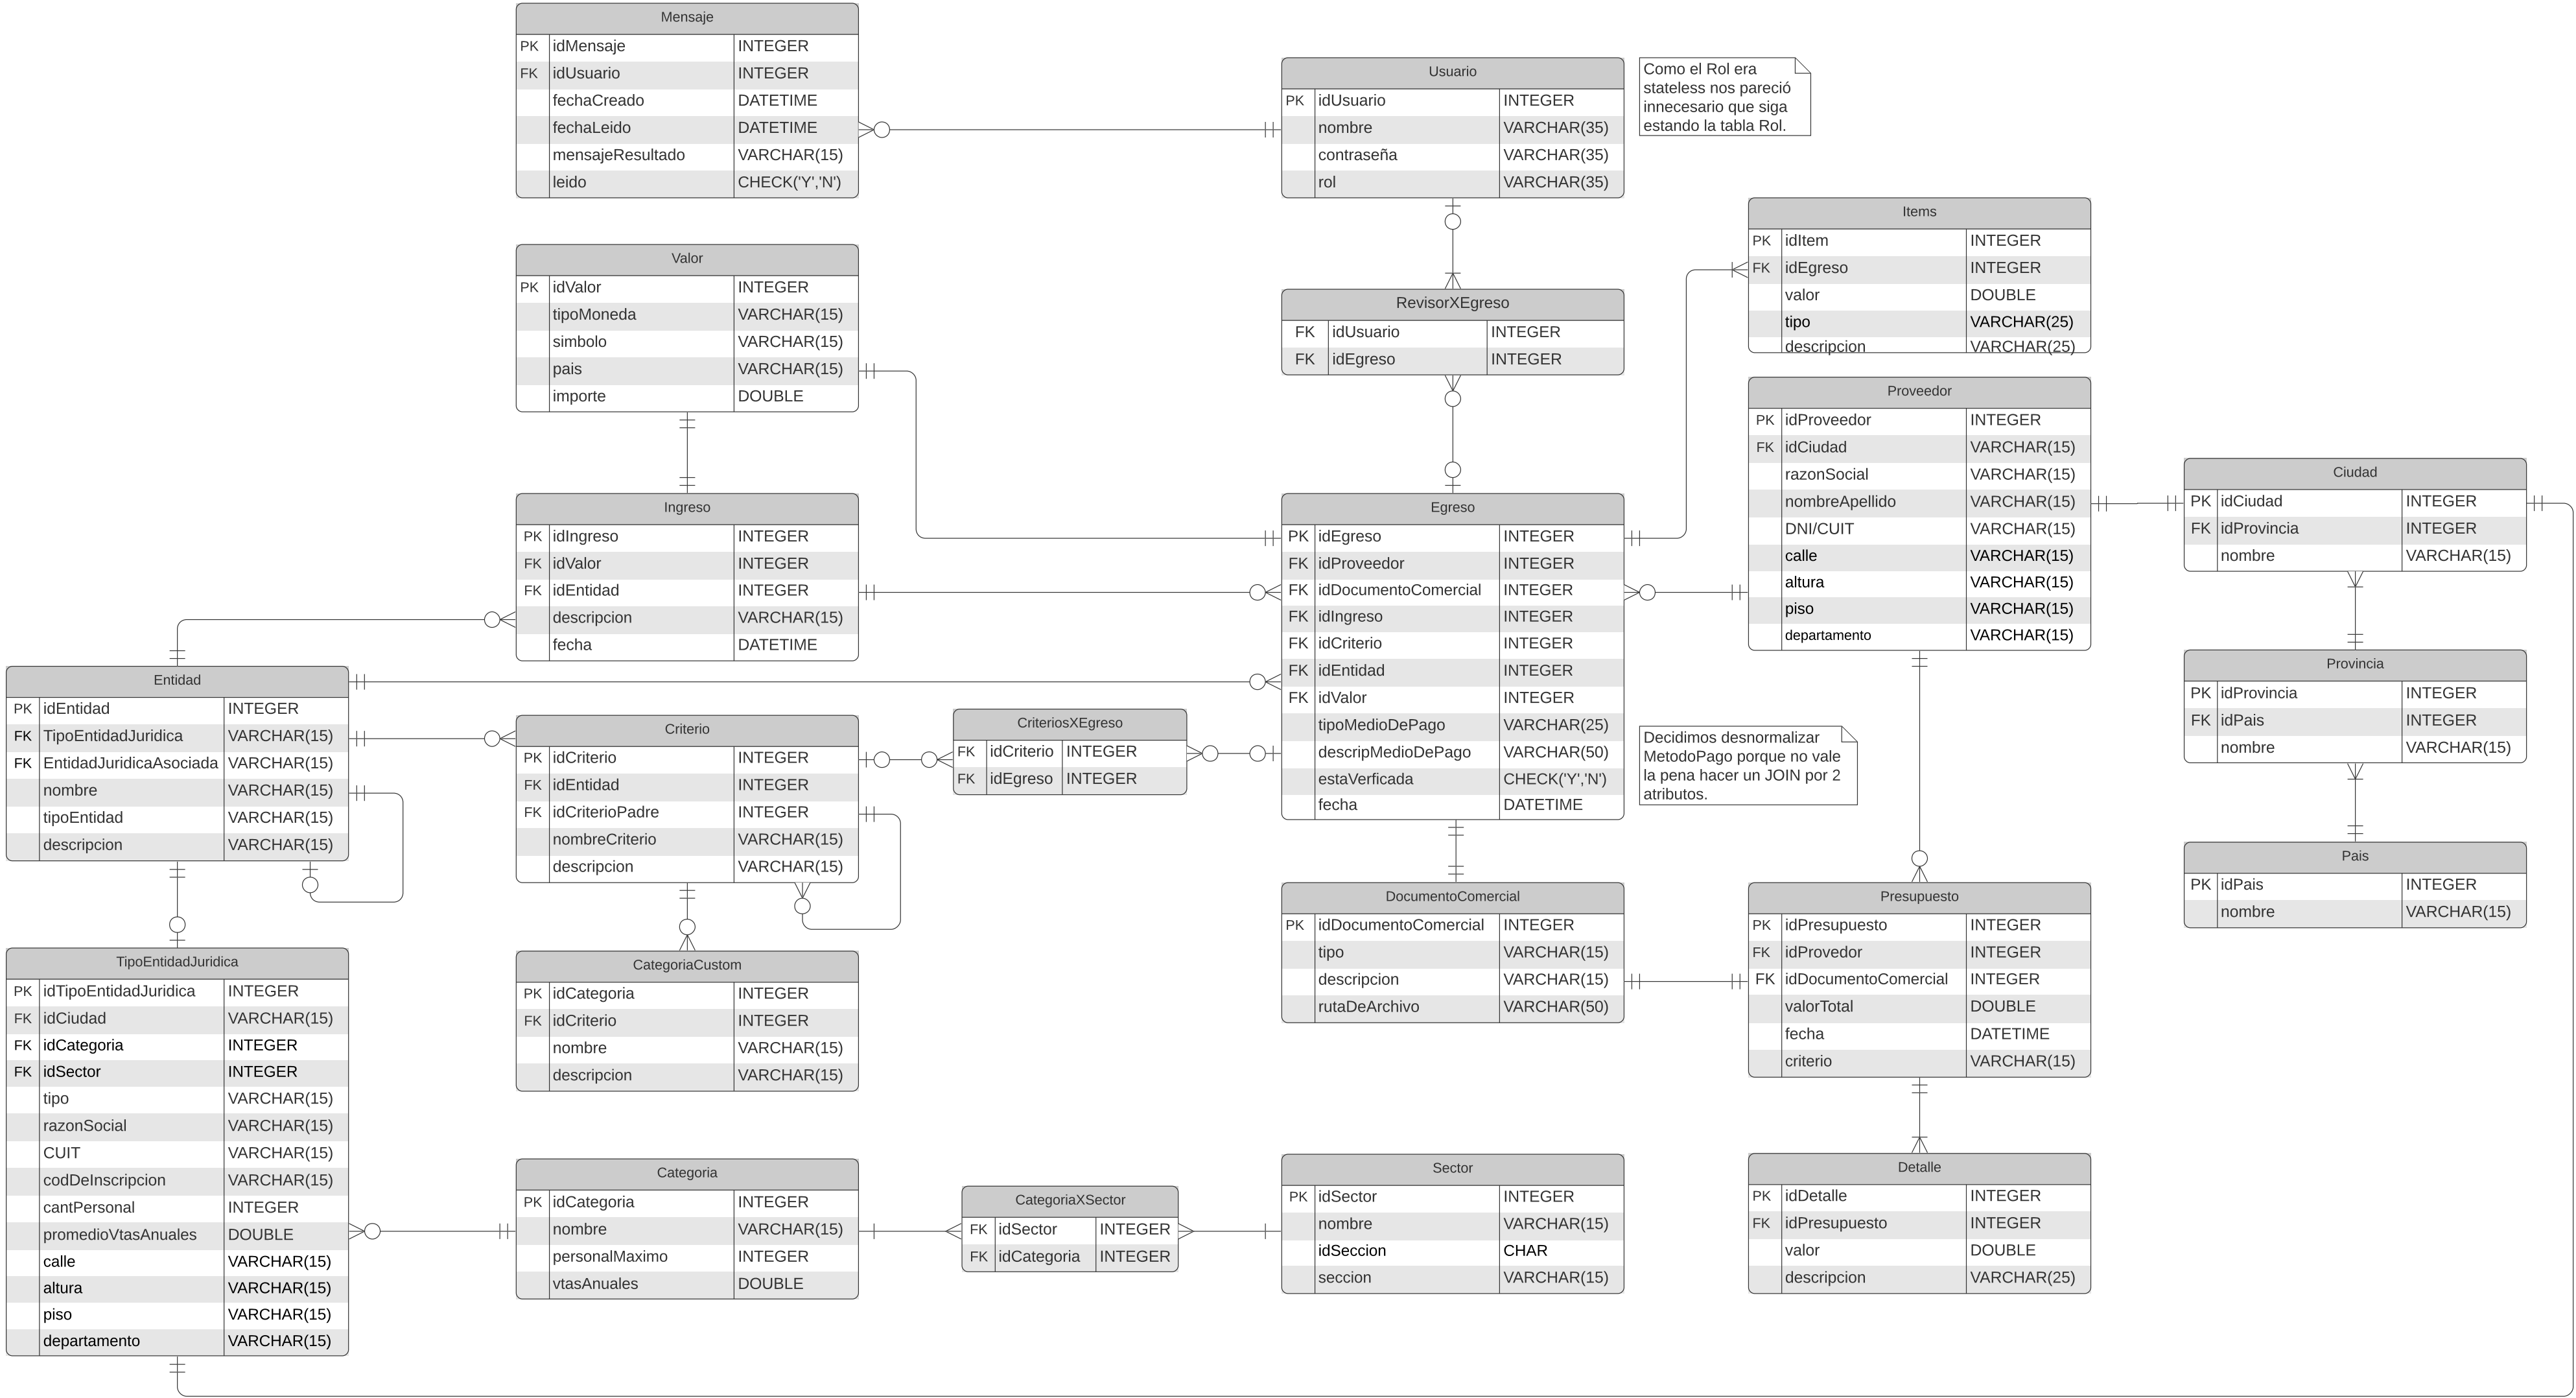 Mensaje
PK idMensaje INTEGER
FK idUsuario INTEGER
fechaCreado DATETIME
fechaLeido DATETIME
mensajeResultado VARCHAR(15)
leido CHECK('Y','N')
Usuario
PK idUsuario INTEGER
nombre VARCHAR(35)
contraseña VARCHAR(35)
rol VARCHAR(35)
Como el Rol era
stateless nos pareció
innecesario que siga
estando la tabla Rol.
Items
PK idItem INTEGER
FK idEgreso INTEGER
valor DOUBLE
tipo VARCHAR(25)
descripcion VARCHAR(25)
Valor
PK idValor INTEGER
tipoMoneda VARCHAR(15)
simbolo VARCHAR(15)
pais VARCHAR(15)
importe DOUBLE
RevisorXEgreso
FK idUsuario INTEGER
FK idEgreso INTEGER
Proveedor
PK idProveedor INTEGER
FK idCiudad VARCHAR(15)
razonSocial VARCHAR(15)
nombreApellido VARCHAR(15)
DNI/CUIT VARCHAR(15)
calle VARCHAR(15)
altura VARCHAR(15)
piso VARCHAR(15)
departamento VARCHAR(15)
Ciudad
PK idCiudad INTEGER
FK idProvincia INTEGER
nombre VARCHAR(15)
Ingreso
PK idIngreso INTEGER
FK idValor INTEGER
FK idEntidad INTEGER
descripcion VARCHAR(15)
fecha DATETIME
Egreso
PK idEgreso INTEGER
FK idProveedor INTEGER
FK idDocumentoComercial INTEGER
FK idIngreso INTEGER
FK idCriterio INTEGER
FK idEntidad INTEGER
FK idValor INTEGER
tipoMedioDePago VARCHAR(25)
descripMedioDePago VARCHAR(50)
estaVerficada CHECK('Y','N')
fecha DATETIME
Provincia
PK idProvincia INTEGER
FK idPais INTEGER
nombre VARCHAR(15)
Entidad
PK idEntidad INTEGER
FK TipoEntidadJuridica VARCHAR(15)
FK EntidadJuridicaAsociada VARCHAR(15)
nombre VARCHAR(15)
tipoEntidad VARCHAR(15)
descripcion VARCHAR(15)
Criterio
PK idCriterio INTEGER
FK idEntidad INTEGER
FK idCriterioPadre INTEGER
nombreCriterio VARCHAR(15)
descripcion VARCHAR(15)
CriteriosXEgreso
FK idCriterio INTEGER
FK idEgreso INTEGER
Decidimos desnormalizar
MetodoPago porque no vale
la pena hacer un JOIN por 2
atributos.
Pais
PK idPais INTEGER
nombre VARCHAR(15)
DocumentoComercial
PK idDocumentoComercial INTEGER
tipo VARCHAR(15)
descripcion VARCHAR(15)
rutaDeArchivo VARCHAR(50)
Presupuesto
PK idPresupuesto INTEGER
FK idProvedor INTEGER
FK idDocumentoComercial INTEGER
valorTotal DOUBLE
fecha DATETIME
criterio VARCHAR(15)
TipoEntidadJuridica
PK idTipoEntidadJuridica INTEGER
FK idCiudad VARCHAR(15)
FK idCategoria INTEGER
FK idSector INTEGER
tipo VARCHAR(15)
razonSocial VARCHAR(15)
CUIT VARCHAR(15)
codDeInscripcion VARCHAR(15)
cantPersonal INTEGER
promedioVtasAnuales DOUBLE
calle VARCHAR(15)
altura VARCHAR(15)
piso VARCHAR(15)
departamento VARCHAR(15)
CategoriaCustom
PK idCategoria INTEGER
FK idCriterio INTEGER
nombre VARCHAR(15)
descripcion VARCHAR(15)
Categoria
PK idCategoria INTEGER
nombre VARCHAR(15)
personalMaximo INTEGER
vtasAnuales DOUBLE
CategoriaXSector
FK idSector INTEGER
FK idCategoria INTEGER
Sector
PK idSector INTEGER
nombre VARCHAR(15)
idSeccion CHAR
seccion VARCHAR(15)
Detalle
PK idDetalle INTEGER
FK idPresupuesto INTEGER
valor DOUBLE
descripcion VARCHAR(25)